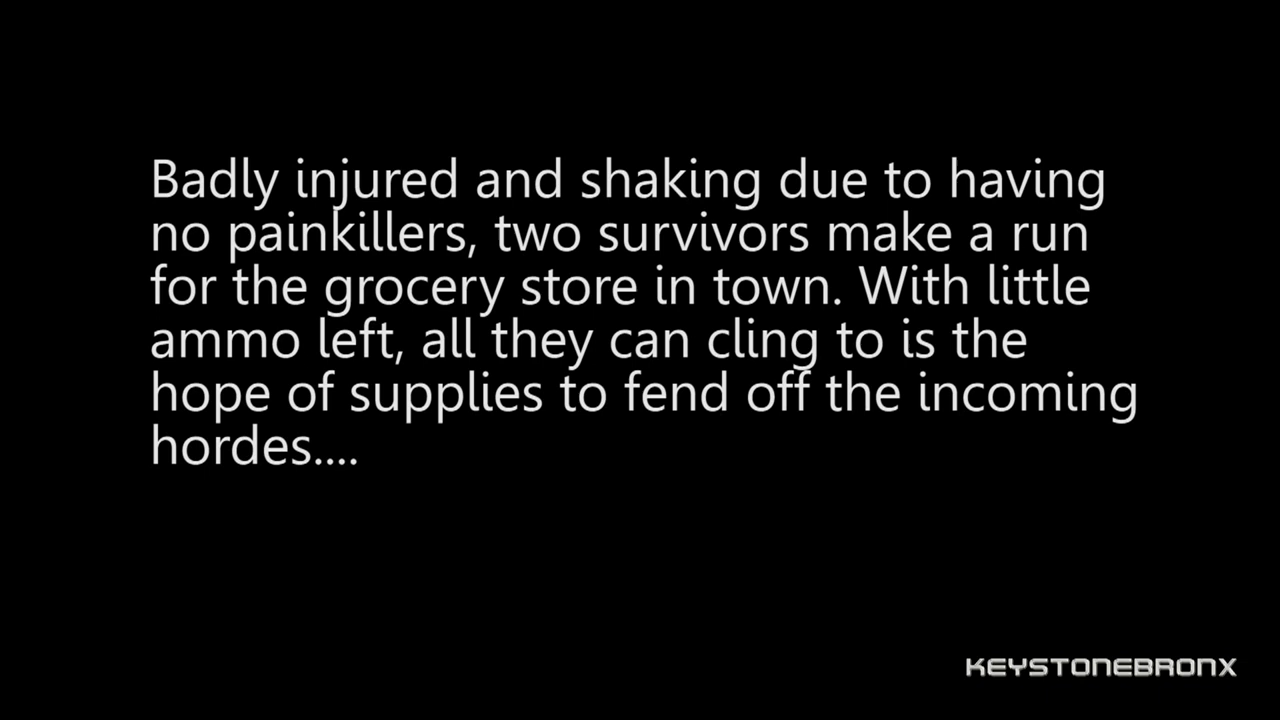 Badly injured and shaking due to having
no painkillers, two survivors make a run
for the grocery store in town. With little
ammo left, all they can cling to is the
hope of supplies to fend off the incoming
hordes....
KEYSTONEBRONX